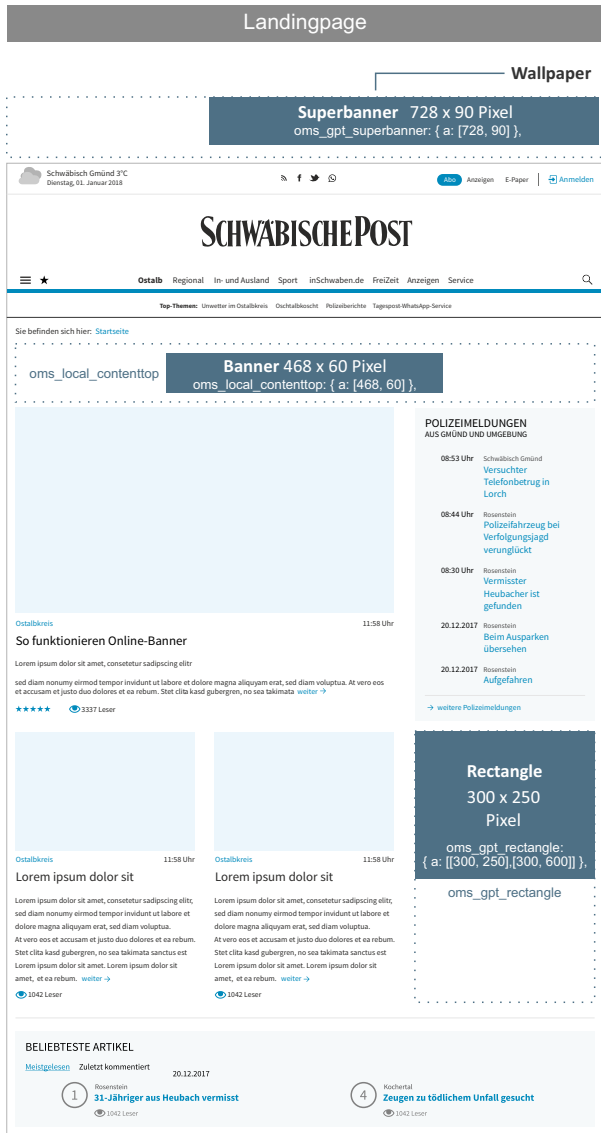 Landingpage
Wallpaper
Superbanner 728 x 90 Pixel
oms_gpt_superbanner: { a: [728, 90] },
Schwäbisch Gmünd 3°C
Dienstag, 01. Januar 2018
Abo Anzeigen E-Paper Anmelden
SCHWÄBISCHE POST
Ostalb Regional In- und Ausland Sport inSchwaben.de FreiZeit Anzeigen Service
Top-Themen: Unwetter im Ostalbkreis Oschtalbkoscht Polizeiberichte Tagespost-WhatsApp-Service
Sie befinden sich hier: Startseite
oms_local_contenttop
Banner 468 x 60 Pixel
oms_local_contenttop: { a: [468, 60] },
Ostalbkreis 11:58 Uhr
So funktionieren Online-Banner
Lorem ipsum dolor sit amet, consetetur sadipscing elitr
sed diam nonumy eirmod tempor invidunt ut labore et dolore magna aliquyam erat, sed diam voluptua. At vero eos
et accusam et justo duo dolores et ea rebum. Stet clita kasd gubergren, no sea takimata weiter →
★★★★★ 3337 Leser
POLIZEIMELDUNGEN
AUS GMÜND UND UMGEBUNG
08:53 Uhr Schwäbisch Gmünd
Versuchter
Telefonbetrug in
Lorch
08:44 Uhr Rosenstein
Polizeifahrzeug bei
Verfolgungsjagd
verunglückt
08:30 Uhr Rosenstein
Vermisster
Heubacher ist
gefunden
20.12.2017 Rosenstein
Beim Ausparken
übersehen
20.12.2017 Rosenstein
Aufgefahren
→ weitere Polizeimeldungen
Ostalbkreis 11:58 Uhr
Lorem ipsum dolor sit
Lorem ipsum dolor sit amet, consetetur sadipscing elitr,
sed diam nonumy eirmod tempor invidunt ut labore et
dolore magna aliquyam erat, sed diam voluptua.
At vero eos et accusam et justo duo dolores et ea rebum.
Stet clita kasd gubergren, no sea takimata sanctus est
Lorem ipsum dolor sit amet. Lorem ipsum dolor sit
amet, et ea rebum. weiter →
1042 Leser
Ostalbkreis 11:58 Uhr
Lorem ipsum dolor sit
Lorem ipsum dolor sit amet, consetetur sadipscing elitr,
sed diam nonumy eirmod tempor invidunt ut labore et
dolore magna aliquyam erat, sed diam voluptua.
At vero eos et accusam et justo duo dolores et ea rebum.
Stet clita kasd gubergren, no sea takimata sanctus est
Lorem ipsum dolor sit amet. Lorem ipsum dolor sit
amet, et ea rebum. weiter →
1042 Leser
Rectangle
300 x 250
Pixel
oms_gpt_rectangle:
{ a: [[300, 250],[300, 600]] },
oms_gpt_rectangle
BELIEBTESTE ARTIKEL
Meistgelesen Zuletzt kommentiert
20.12.2017
1 Rosenstein
31-Jähriger aus Heubach vermisst
1042 Leser
4 Kochertal
Zeugen zu tödlichem Unfall gesucht
1042 Leser